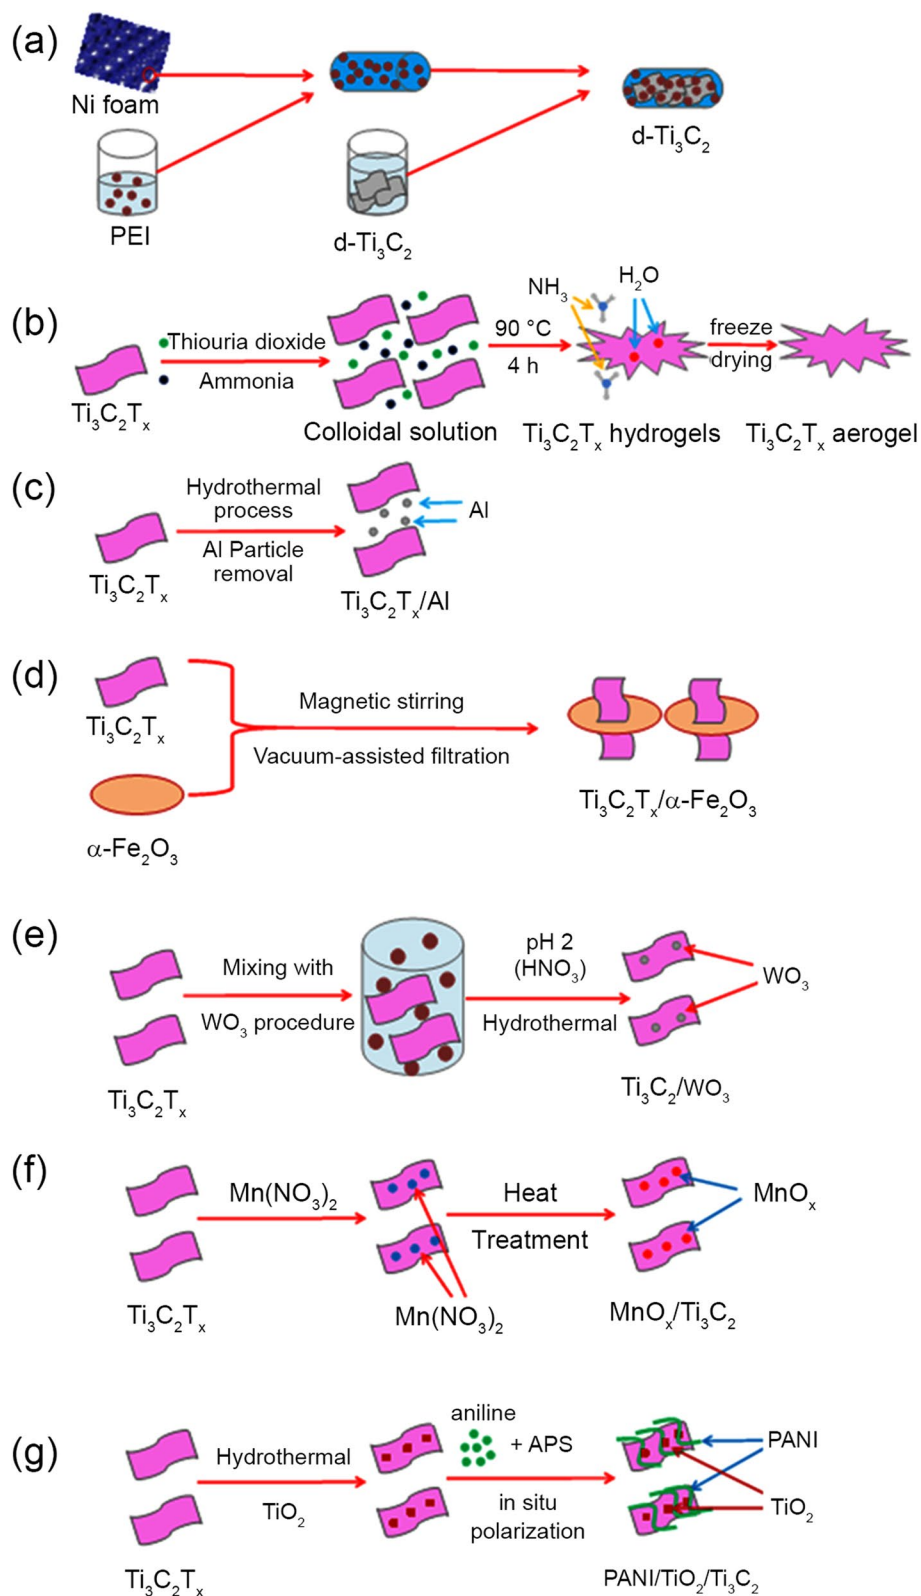 (a)
Ni foam
PEI
d-Ti₃C₂
d-Ti₃C₂
(b)
Ti₃C₂Tₓ
Thiouria dioxide
Ammonia
Colloidal solution
90 °C
4 h
NH₃
H₂O
Ti₃C₂Tₓ hydrogels
freeze
drying
Ti₃C₂Tₓ aerogel
(c)
Ti₃C₂Tₓ
Hydrothermal
process
Al Particle
removal
Al
Ti₃C₂Tₓ/Al
(d)
Ti₃C₂Tₓ
α-Fe₂O₃
Magnetic stirring
Vacuum-assisted filtration
Ti₃C₂Tₓ/α-Fe₂O₃
(e)
Ti₃C₂Tₓ
Mixing with
WO₃ procedure
pH 2
(HNO₃)
Hydrothermal
WO₃
Ti₃C₂/WO₃
(f)
Ti₃C₂Tₓ
Mn(NO₃)₂
Mn(NO₃)₂
Heat
Treatment
MnOₓ
MnOₓ/Ti₃C₂
(g)
Ti₃C₂Tₓ
Hydrothermal
TiO₂
aniline
+ APS
in situ
polarization
PANI
TiO₂
PANI/TiO₂/Ti₃C₂